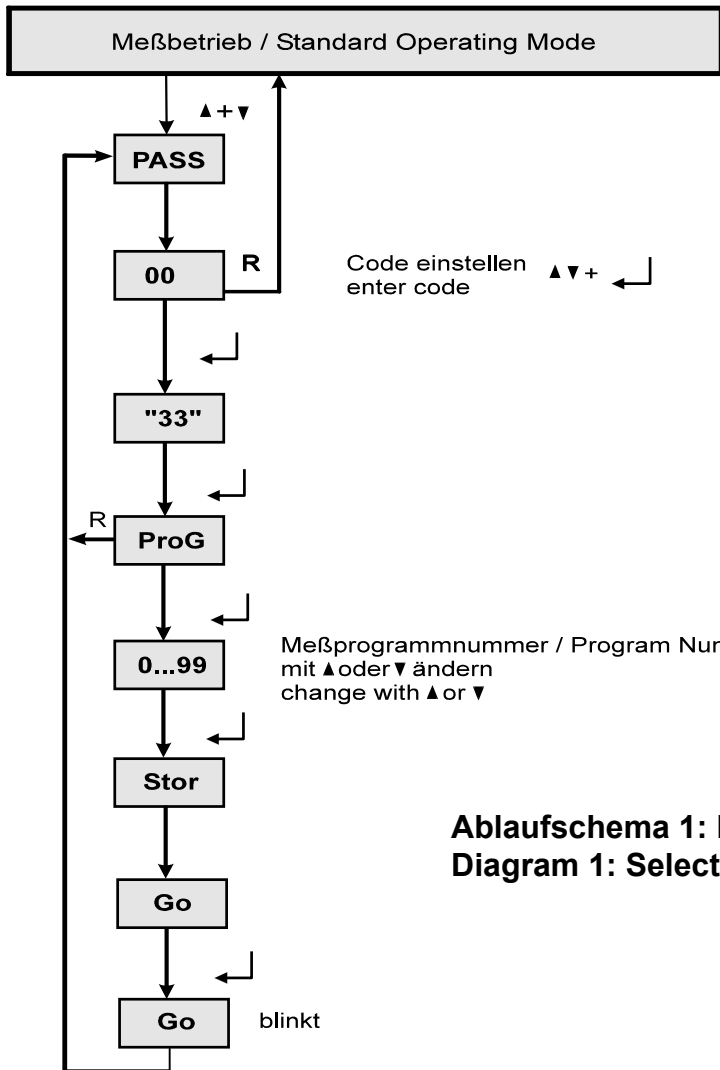 Meßbetrieb / Standard Operating Mode
▲+▼
PASS
00
R
Code einstellen ▲▼+
enter code
"33"
R
ProG
0...99
Meßprogrammnummer / Program
mit ▲ oder ▼ ändern
change with ▲ or ▼
Stor
Ablaufschema 1:
Diagram 1: Select
Go
Go
blinkt